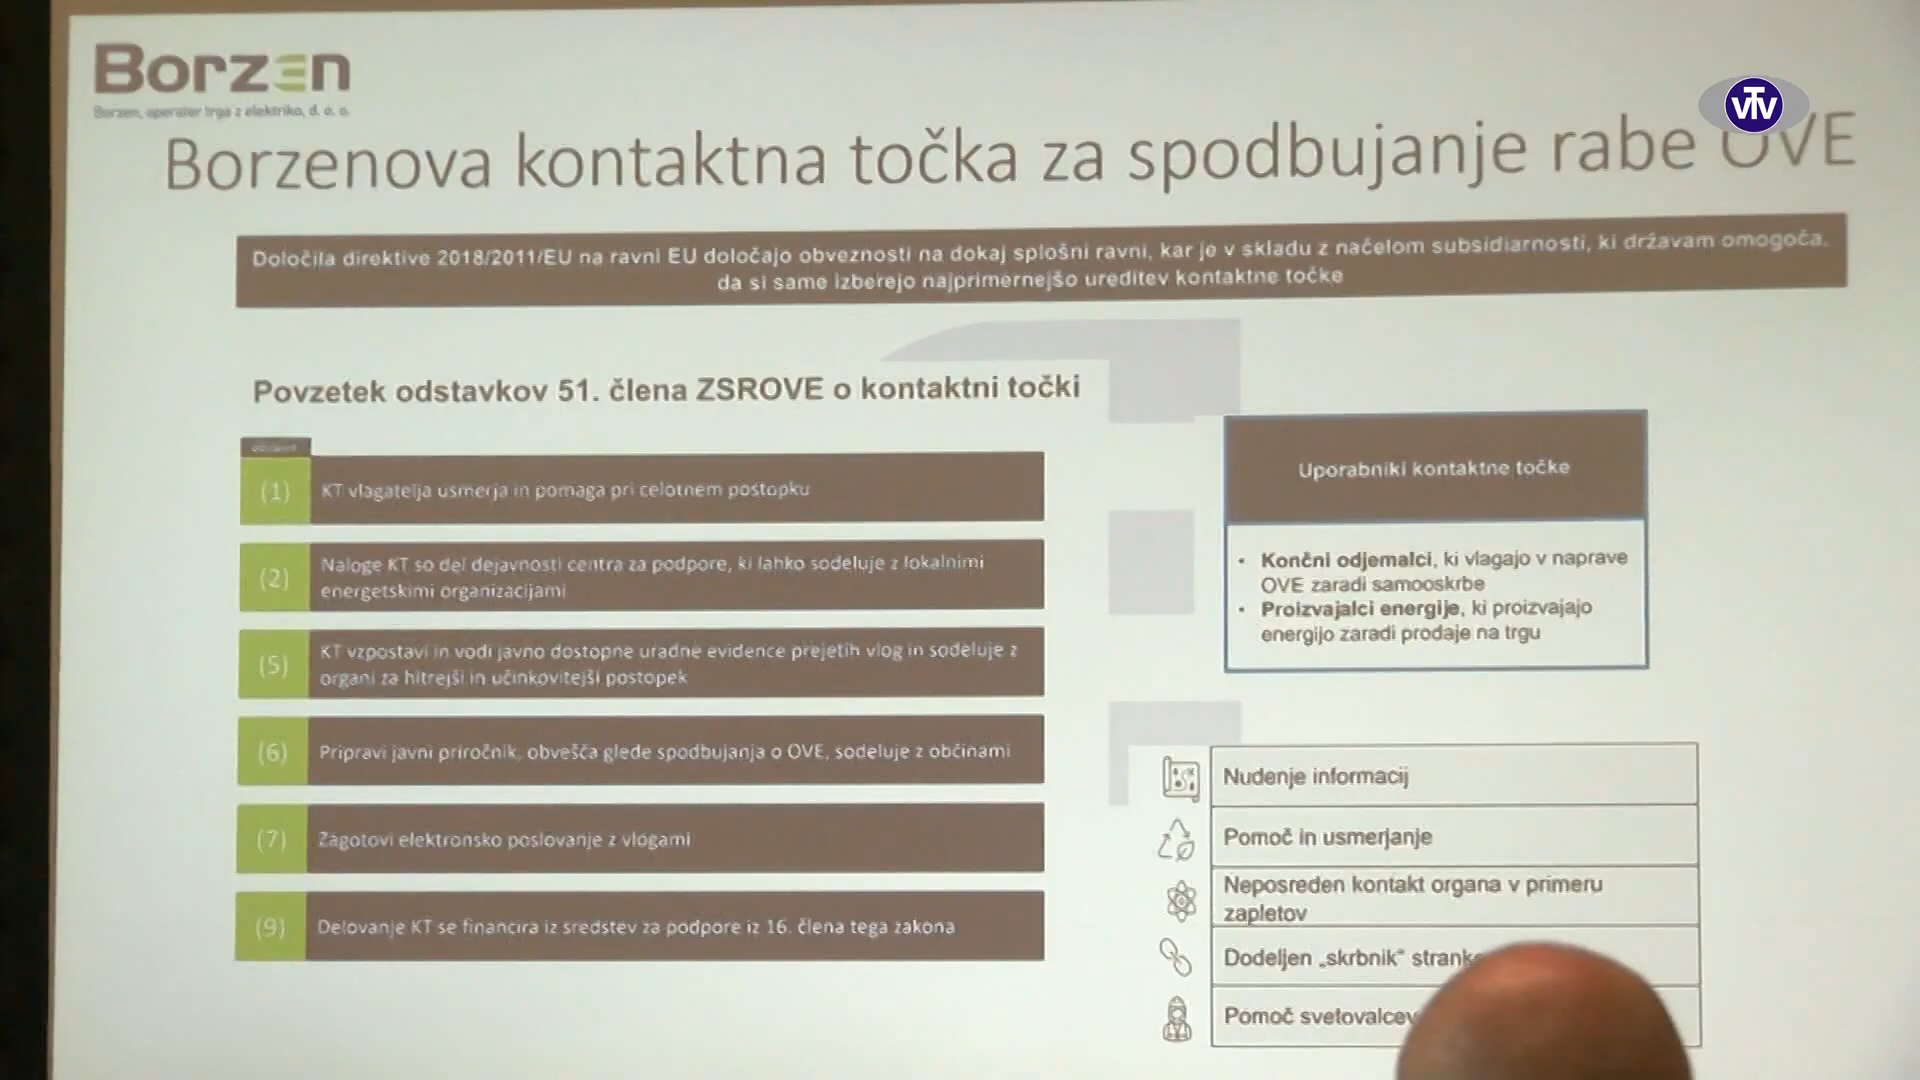 Borzen
Borzen, operater trga z elektriko, d. o. o.
VTV
Borzenova kontaktna točka za spodbujanje rabe OVE
Določila direktive 2018/2011/EU na ravni EU določajo obveznosti na dokaj splošni ravni, kar je v skladu z načelom subsidiarnosti, ki državam omogoča,
da si same izberejo najprimernejšo ureditev kontaktne točke
Povzetek odstavkov 51. člena ZSROVE o kontaktni točki
(1) KT vlagatelja usmerja in pomaga pri celotnem postopku
(2) Naloge KT so del dejavnosti centra za podpore, ki lahko sodeluje z lokalnimi
energetskimi organizacijami
(5) KT vzpostavi in vodi javno dostopne uradne evidence prejetih vlog in sodeluje z
organi za hitrejši in učinkovitejši postopek
(6) Pripravi javni priročnik, obvešča glede spodbujanja o OVE, sodeluje z občinami
(7) Zagotovi elektronsko poslovanje z vlogami
(9) Delovanje KT se financira iz sredstev za podpore iz 16. člena tega zakona
Uporabniki kontaktne točke
• Končni odjemalci, ki vlagajo v naprave
OVE zaradi samooskrbe
• Proizvajalci energije, ki proizvajajo
energijo zaradi prodaje na trgu
Nudenje informacij
Pomoč in usmerjanje
Neposreden kontakt organa v primeru
zapletov
Dodeljen „skrbnik“ strank
Pomoč svetovalcev